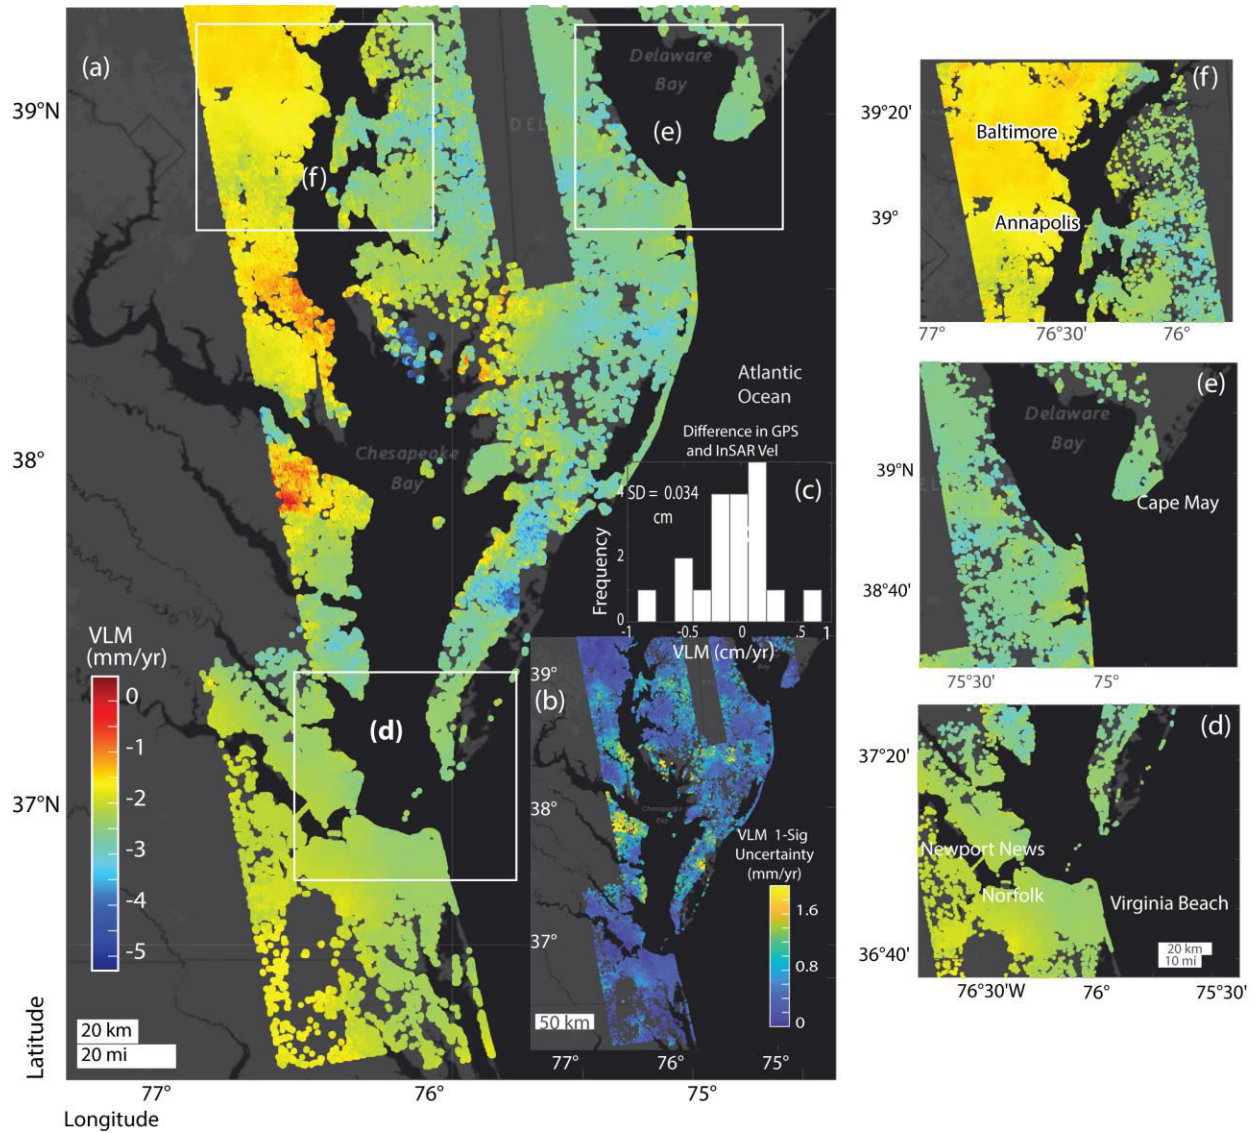 (a)
39°N
38°
37°N
Latitude
77°
76°
75°
Longitude
Delaware
Bay
(e)
(f)
DEL
Atlantic
Ocean
Chesapeake
Bay
(d)
VLM
(mm/yr)
0
-1
-2
-3
-4
-5
20 km
20 mi
Difference in GPS
and InSAR Vel
(c)
SD = 0.034
cm
4
2
0
Frequency
-1
-0.5
0
5
1
VLM (cm/yr)
(b)
39°
38°
37°
Chesapeake
Bay
Bay
VLM 1-Sig
Uncertainty
(mm/yr)
1.6
0.8
0
50 km
77°
76°
75°
(f)
39°20'
39°
Baltimore
Annapolis
77°
76°30'
76°
(e)
Delaware
Bay
39°N
Cape May
38°40'
75°30'
75°
(d)
37°20'
Newport News
Norfolk
Virginia Beach
20 km
10 mi
36°40'
76°30'W
76°
75°30'